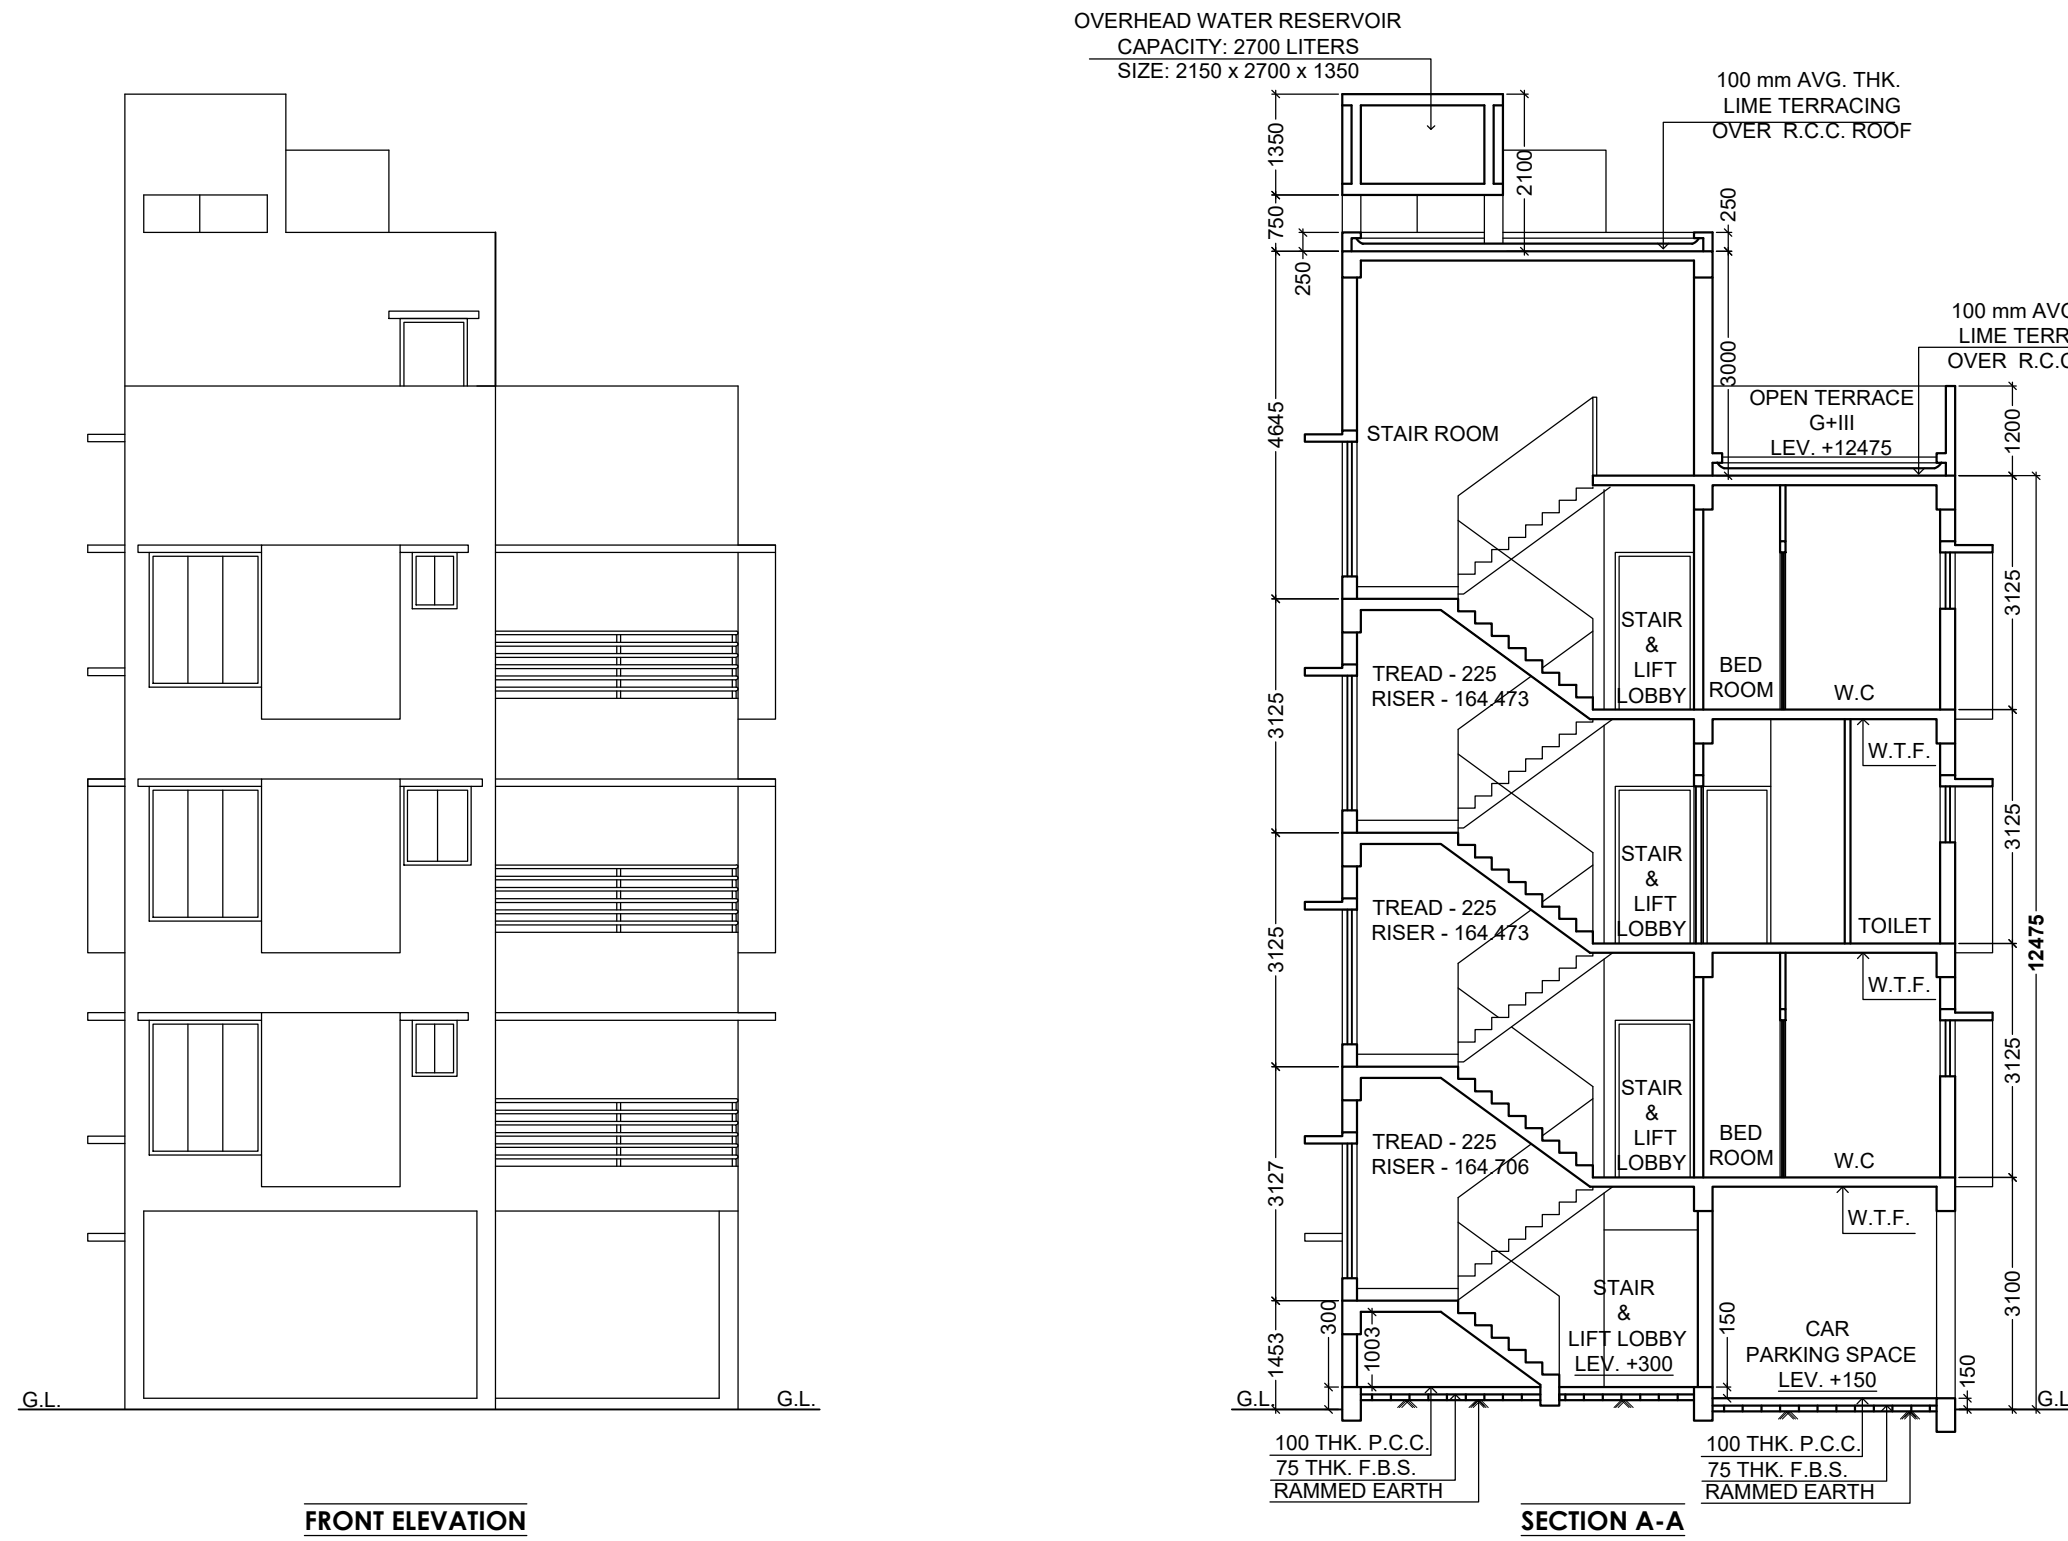 OVERHEAD WATER RESERVOIR
CAPACITY: 2700 LITERS
SIZE: 2150 x 2700 x 1350
100 mm AVG. THK.
LIME TERRACING
OVER R.C.C. ROOF
1350
2100
750
250
250
100 mm AVG
LIME TERR
OVER R.C.C
3000
4645
STAIR ROOM
OPEN TERRACE
G+III
LEV. +12475
1200
3125
STAIR
&
LIFT
LOBBY
BED
ROOM
W.C
TREAD - 225
RISER - 164.473
3125
W.T.F.
3125
STAIR
&
LIFT
LOBBY
TOILET
TREAD - 225
RISER - 164.473
3125
12475
W.T.F.
3125
STAIR
&
LIFT
LOBBY
BED
ROOM
W.C
TREAD - 225
RISER - 164.706
3127
W.T.F.
3100
STAIR
&
LIFT LOBBY
LEV. +300
300
1003
1453
150
CAR
PARKING SPACE
LEV. +150
150
G.L.
G.L.
G.L.
G.L
100 THK. P.C.C.
75 THK. F.B.S.
RAMMED EARTH
100 THK. P.C.C.
75 THK. F.B.S.
RAMMED EARTH
FRONT ELEVATION
SECTION A-A